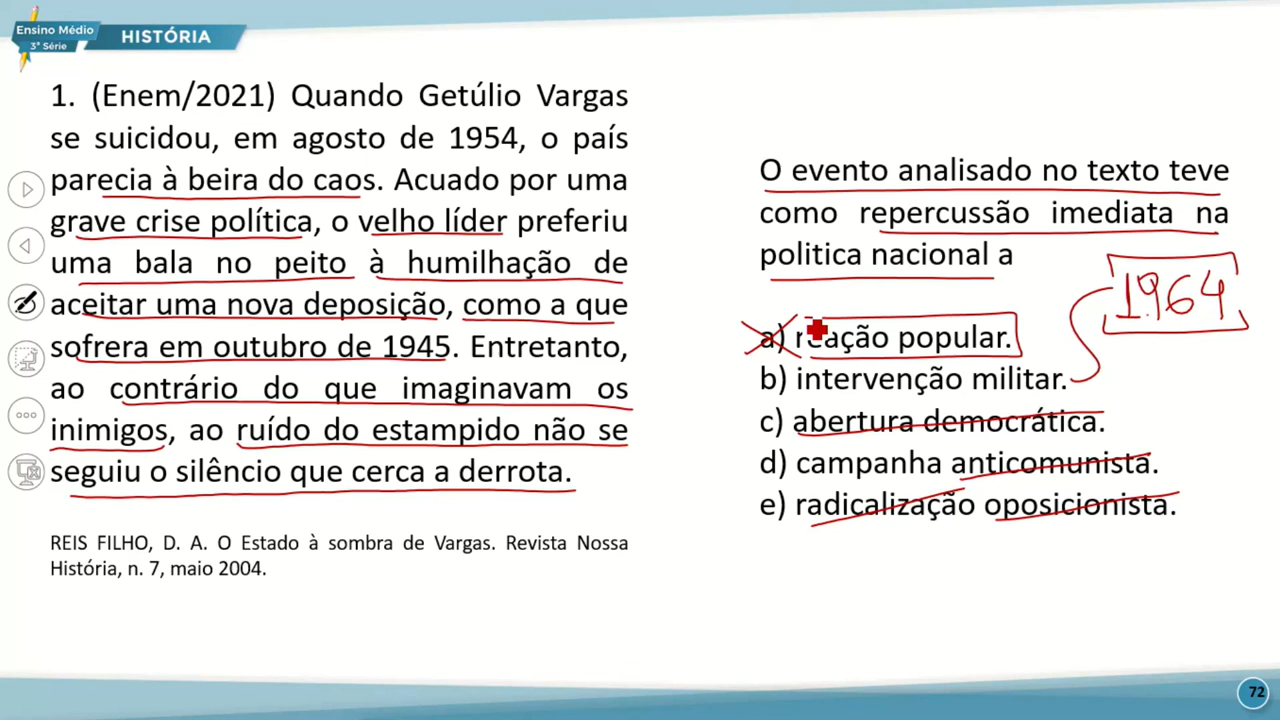 Ensino Médio
3ª Série
HISTÓRIA
1. (Enem/2021) Quando Getúlio Vargas
se suicidou, em agosto de 1954, o país
parecia à beira do caos. Acuado por uma
grave crise política, o velho líder preferiu
uma bala no peito à humilhação de
aceitar uma nova deposição, como a que
sofrera em outubro de 1945. Entretanto,
ao contrário do que imaginavam os
inimigos, ao ruído do estampido não se
seguiu o silêncio que cerca a derrota.
REIS FILHO, D. A. O Estado à sombra de Vargas. Revista Nossa
História, n. 7, maio 2004.
O evento analisado no texto teve
como repercussão imediata na
politica nacional a
1964
a) reação popular.
b) intervenção militar.
c) abertura democrática.
d) campanha anticomunista.
e) radicalização oposicionista.
72